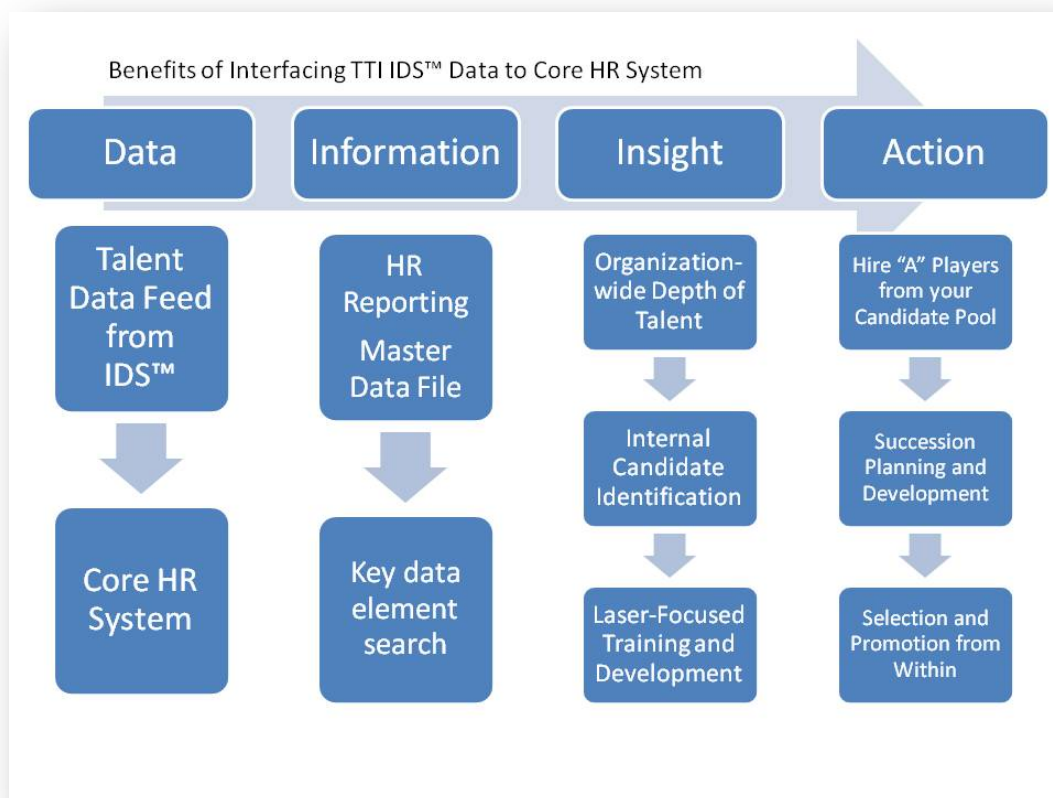 Benefits of Interfacing TTI IDS™ Data to Core HR System
Data
Information
Insight
Action
Talent
Data Feed
from
IDS™
Core HR
System
HR
Reporting
Master
Data File
Key data
element
search
Organization-
wide Depth of
Talent
Internal
Candidate
Identification
Laser-Focused
Training and
Development
Hire “A” Players
from your
Candidate Pool
Succession
Planning and
Development
Selection and
Promotion from
Within